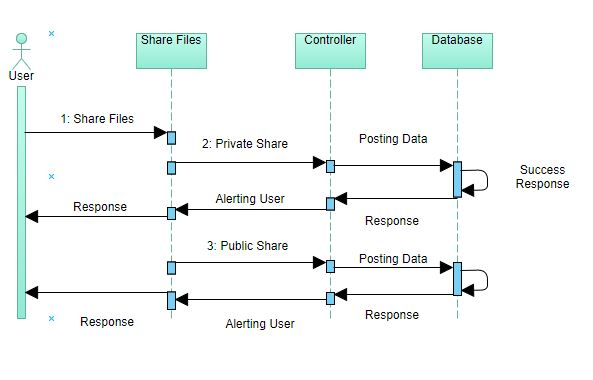 Share Files
Controller
Database
User
1: Share Files
2: Private Share
Posting Data
Success
Response
Alerting User
Response
Response
3: Public Share
Posting Data
Response
Response
Alerting User